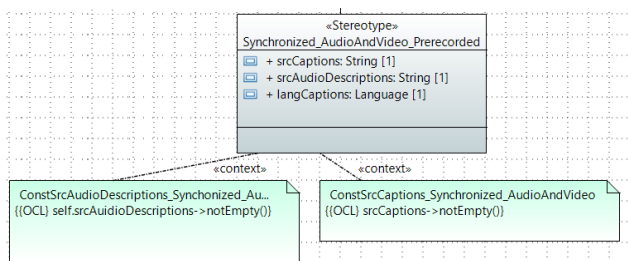 «Stereotype»
Synchronized_AudioAndVideo_Prerecorded
+ srcCaptions: String [1]
+ srcAudioDescriptions: String [1]
+ langCaptions: Language [1]
«context»
«context»
ConstSrcAudioDescriptions_Synchonized_Au...
{{OCL} self.srcAuidioDescriptions->notEmpty()}
ConstSrcCaptions_Synchronized_AudioAndVideo
{{OCL} srcCaptions->notEmpty()}